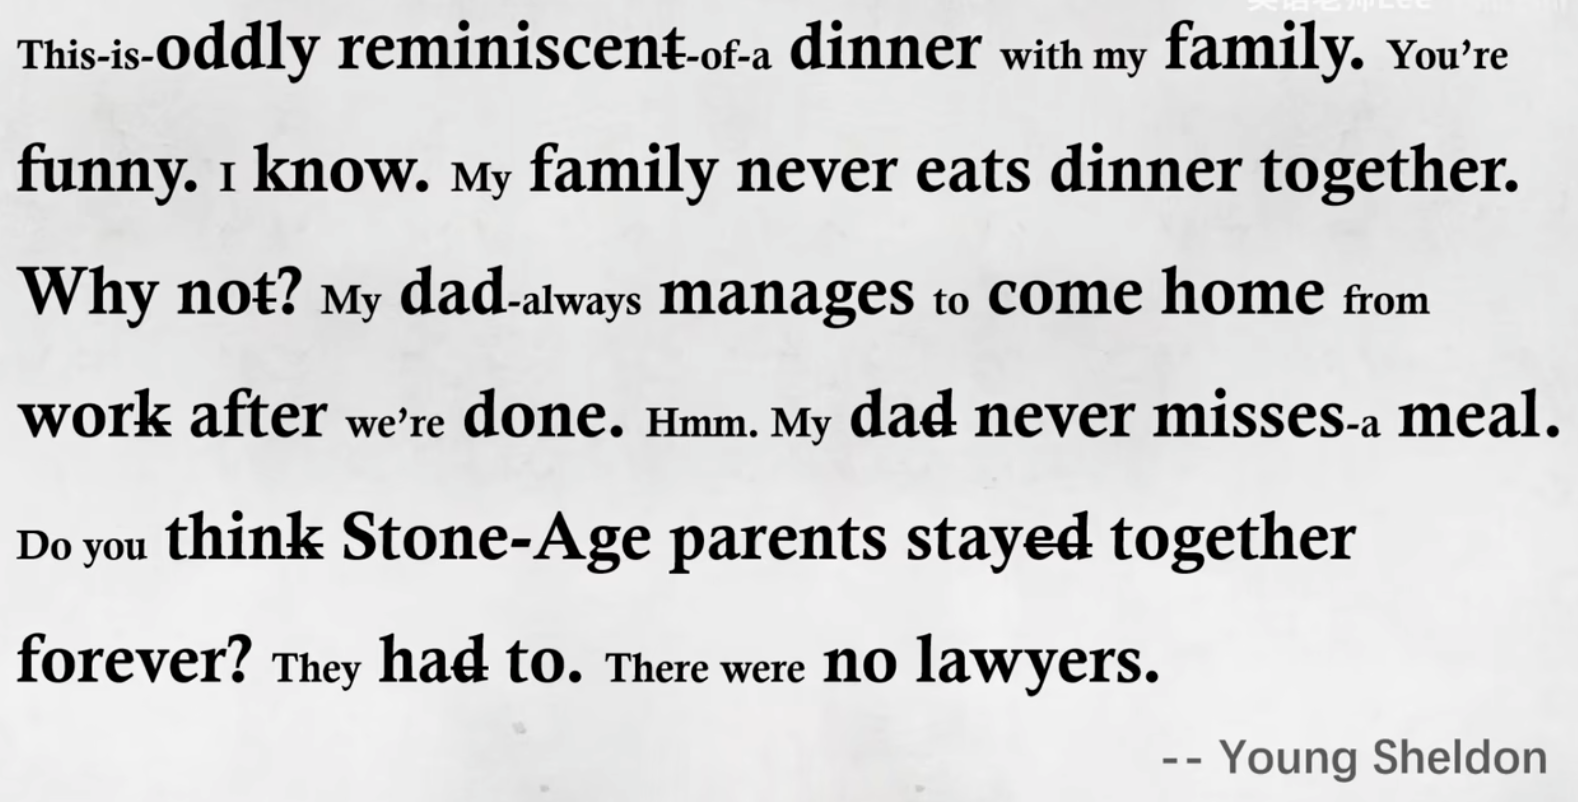 This-is-oddly reminiscent-of-a dinner with my family. You're
funny. I know. My family never eats dinner together.
Why not? My dad-always manages to come home from
work after we're done. Hmm. My dad never misses-a meal.
Do you think Stone-Age parents stayed together
forever? They had to. There were no lawyers.
-- Young Sheldon